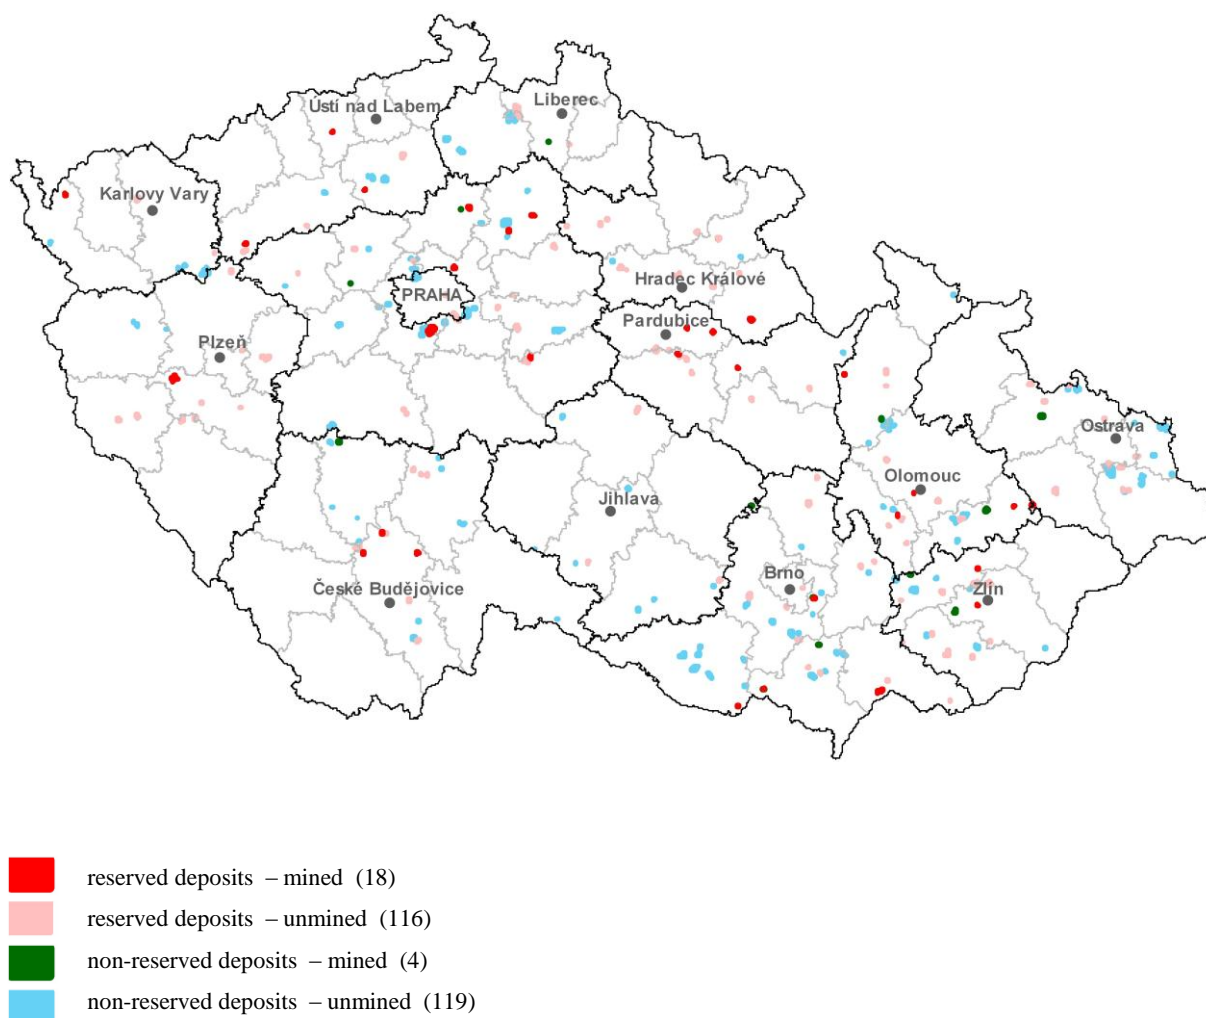 Liberec
Ústí nad Labem
Karlovy Vary
Hradec Králové
PRAHA
Pardubice
Plzeň
Ostrava
Olomouc
Jihlava
Brno
České Budějovice
Zlín
reserved deposits – mined (18)
reserved deposits – unmined (116)
non-reserved deposits – mined (4)
non-reserved deposits – unmined (119)